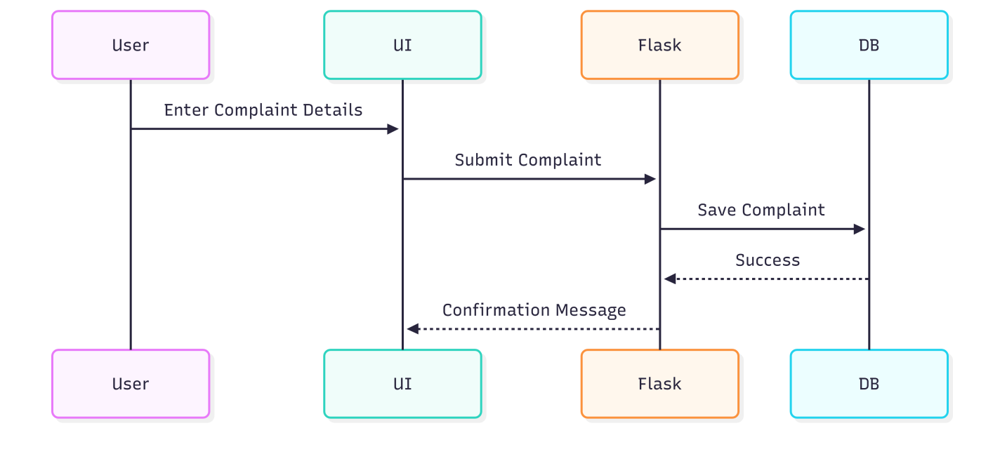 User
UI
Flask
DB
Enter Complaint Details
Submit Complaint
Save Complaint
Success
Confirmation Message
User
UI
Flask
DB